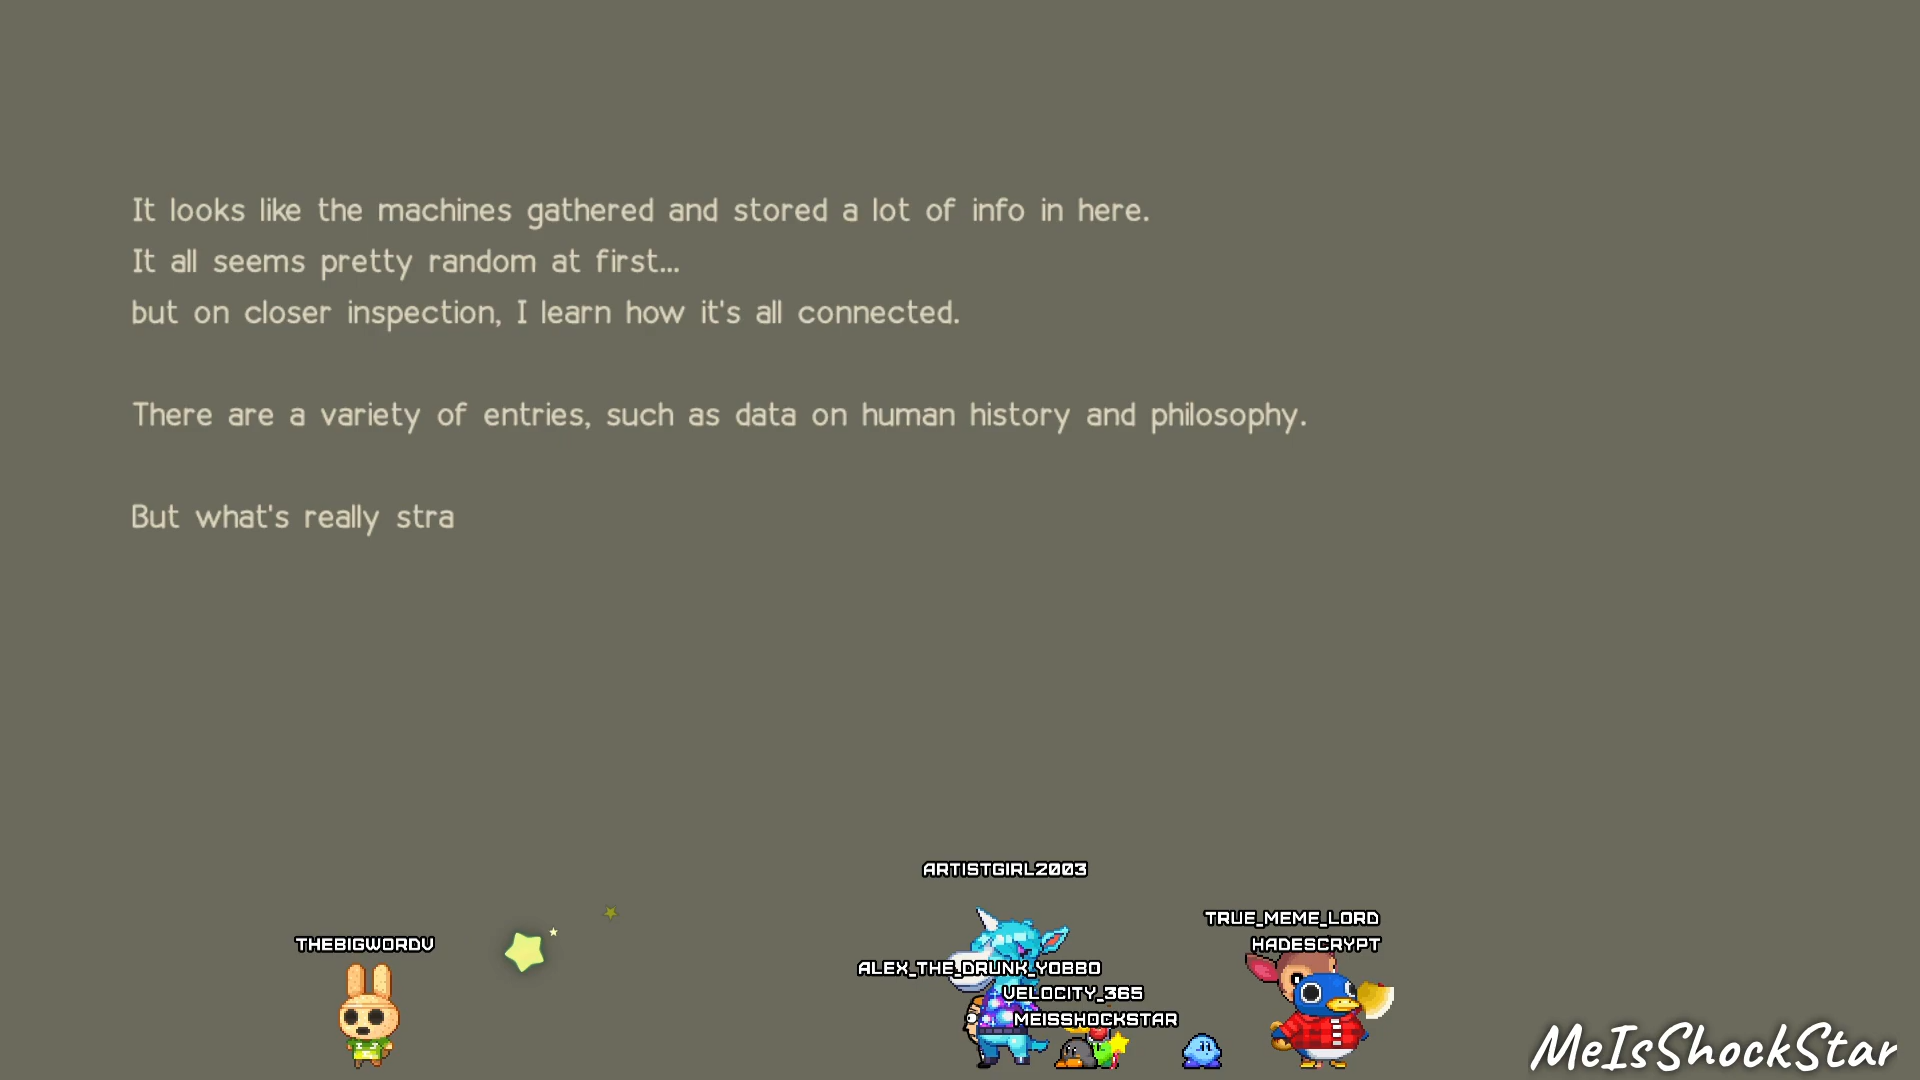 It looks like the machines gathered and stored a lot of info in here.
It all seems pretty random at first...
but on closer inspection, I learn how it's all connected.
There are a variety of entries, such as data on human history and philosophy.
But what's really stra
ARTISTGIRL2003
TRUE_MEME_LORD
THEBIGWORDV
HADESCRYPT
ALEX_THE_DRUNK_YOBBO
VELOCITY_365
MEISSHOCKSTAR
MeIsShockStar